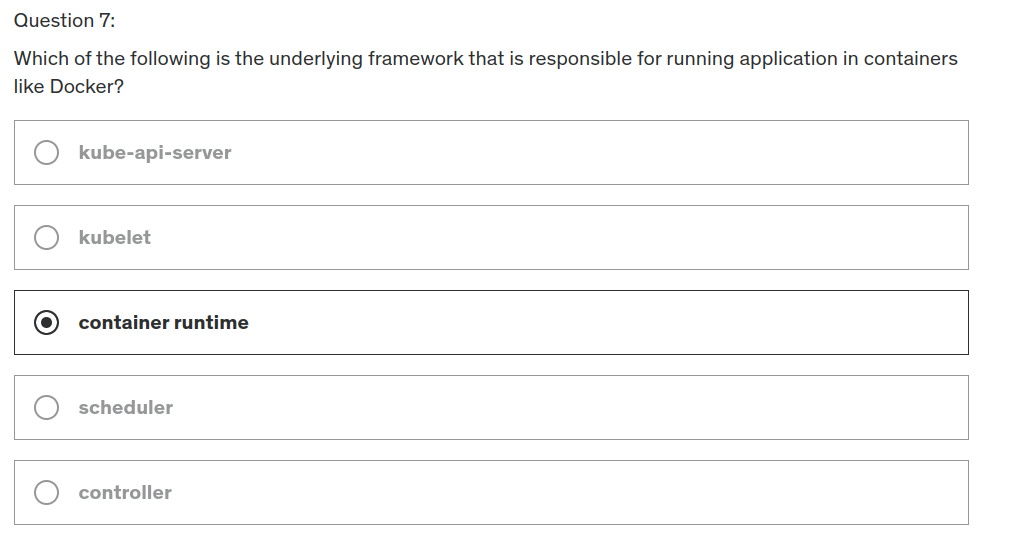 Question 7:
Which of the following is the underlying framework that is responsible for running application in containers
like Docker?
kube-api-server
kubelet
container runtime
scheduler
controller